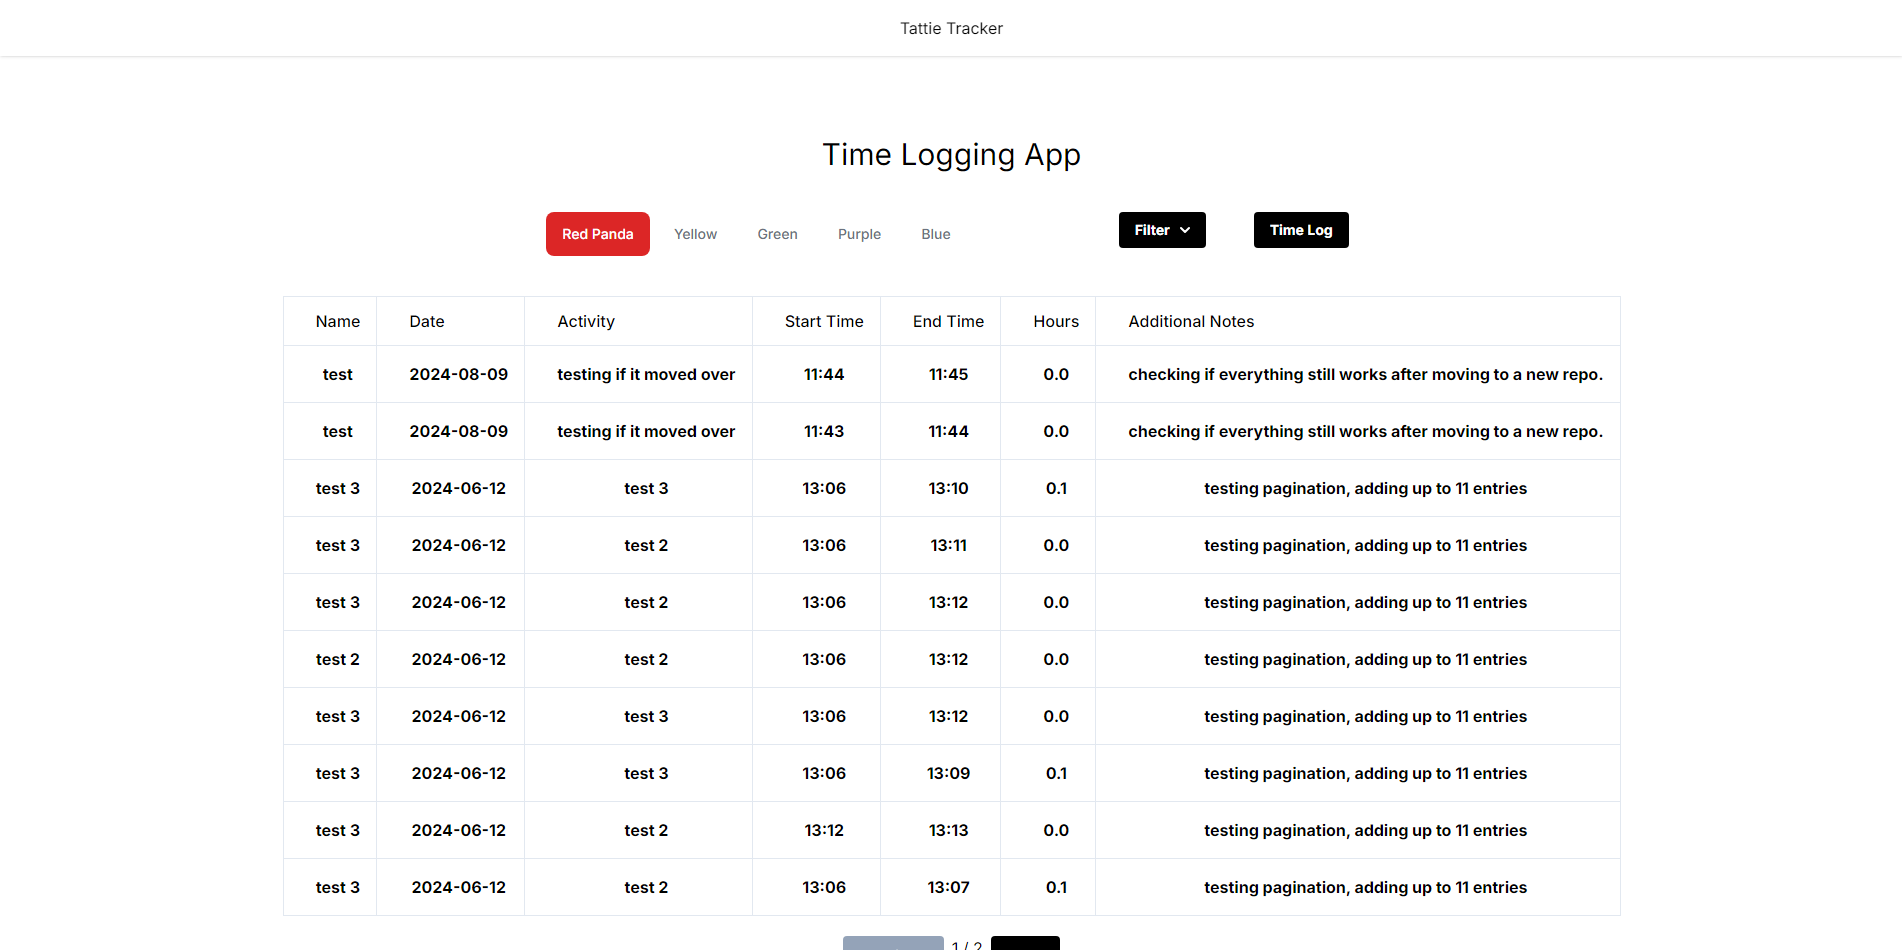 Tattie Tracker
Time Logging App
Red Panda Yellow Green Purple Blue Filter Time Log
Name Date Activity Start Time End Time Hours Additional Notes
test 2024-08-09 testing if it moved over 11:44 11:45 0.0 checking if everything still works after moving to a new repo.
test 2024-08-09 testing if it moved over 11:43 11:44 0.0 checking if everything still works after moving to a new repo.
test 3 2024-06-12 test 3 13:06 13:10 0.1 testing pagination, adding up to 11 entries
test 3 2024-06-12 test 2 13:06 13:11 0.0 testing pagination, adding up to 11 entries
test 3 2024-06-12 test 2 13:06 13:12 0.0 testing pagination, adding up to 11 entries
test 2 2024-06-12 test 2 13:06 13:12 0.0 testing pagination, adding up to 11 entries
test 3 2024-06-12 test 3 13:06 13:12 0.0 testing pagination, adding up to 11 entries
test 3 2024-06-12 test 3 13:06 13:09 0.1 testing pagination, adding up to 11 entries
test 3 2024-06-12 test 2 13:12 13:13 0.0 testing pagination, adding up to 11 entries
test 3 2024-06-12 test 2 13:06 13:07 0.1 testing pagination, adding up to 11 entries
1 / 2